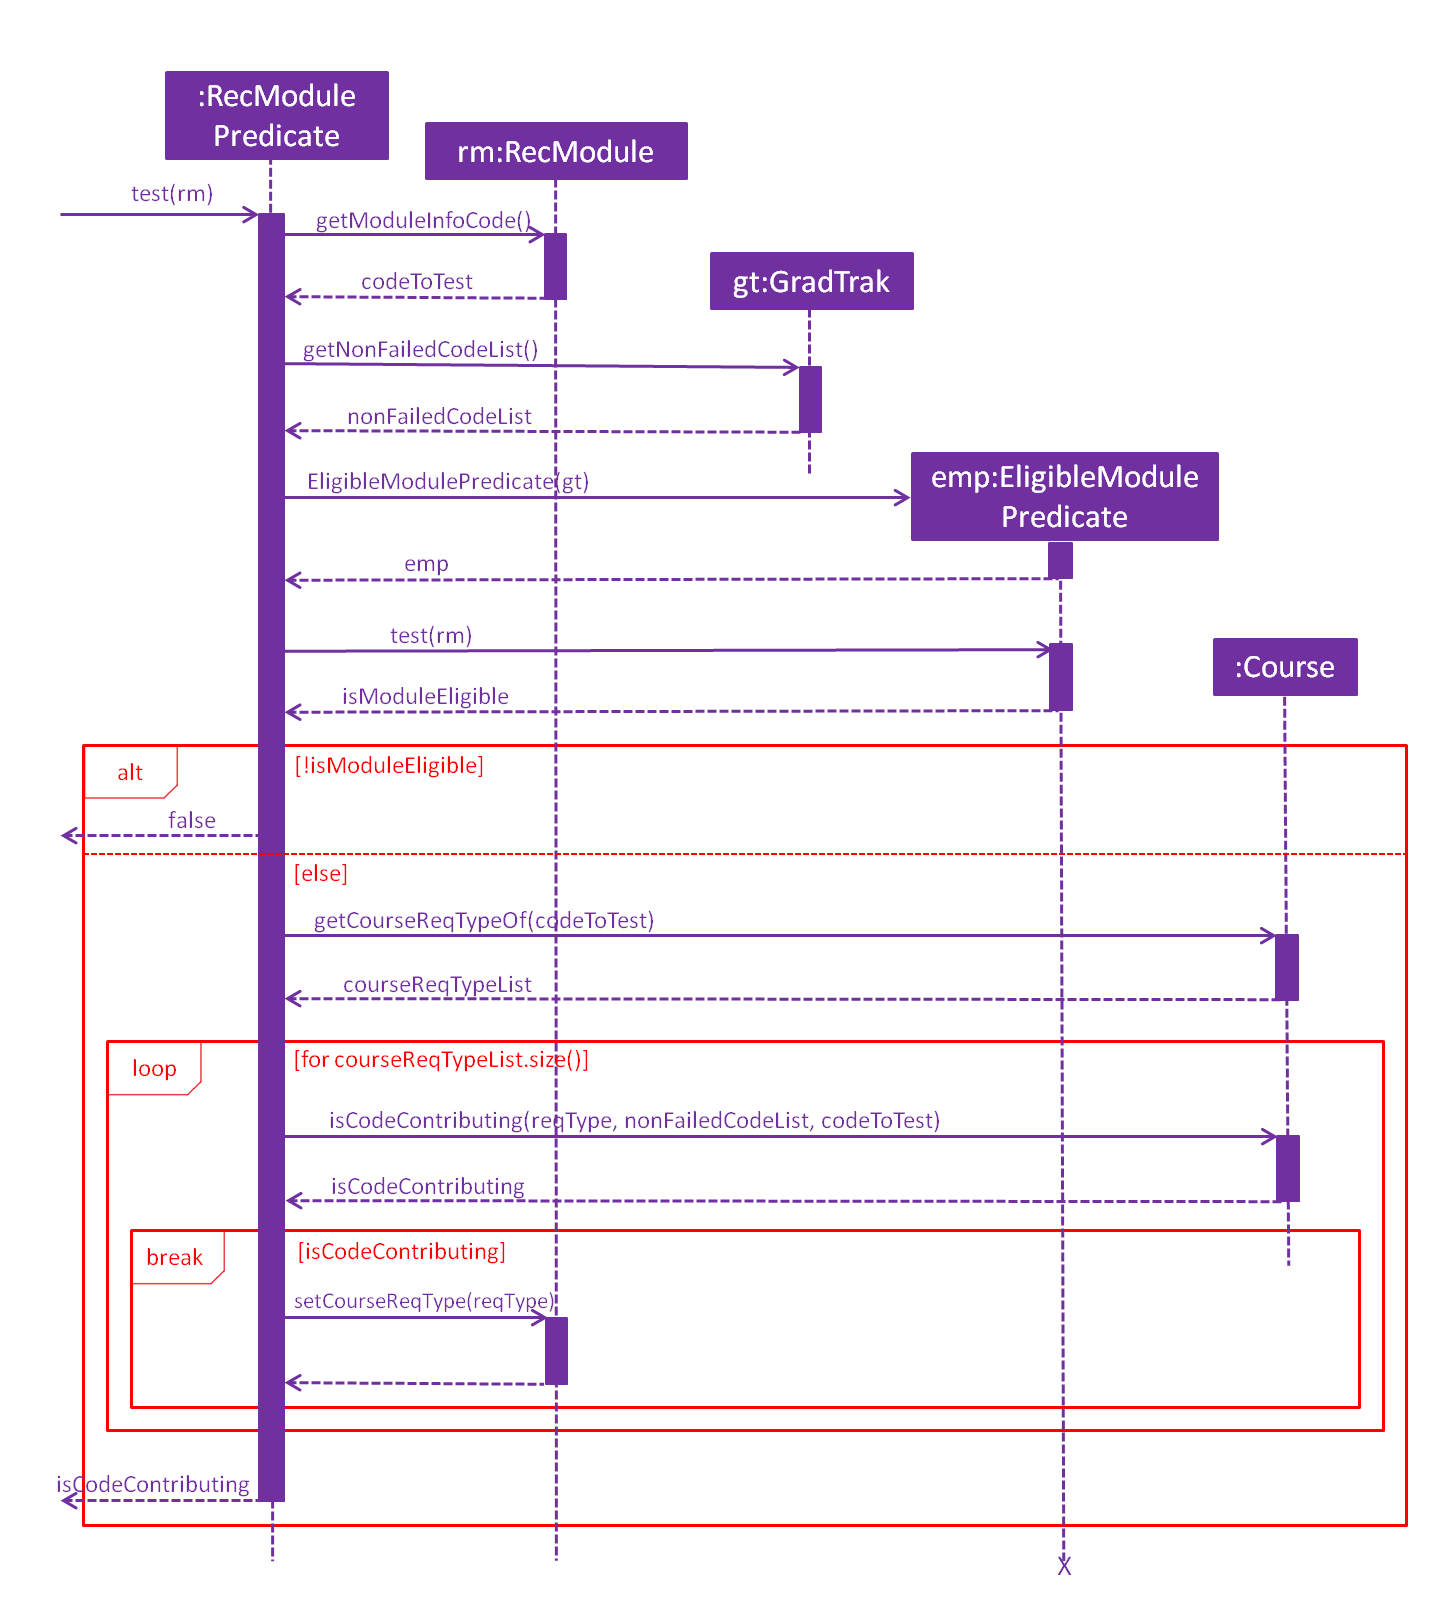 :RecModule
Predicate
rm:RecModule
test(rm)
getModuleInfoCode()
codeToTest
gt:GradTrak
getNonFailedCodeList()
nonFailedCodeList
EligibleModulePredicate(gt)
emp:EligibleModule
Predicate
emp
test(rm)
:Course
isModuleEligible
alt
[!isModuleEligible]
false
[else]
getCourseReqTypeOf(codeToTest)
courseReqTypeList
loop
[for courseReqTypeList.size()]
isCodeContributing(reqType, nonFailedCodeList, codeToTest)
isCodeContributing
break
[isCodeContributing]
setCourseReqType(reqType)
isCodeContributing
X